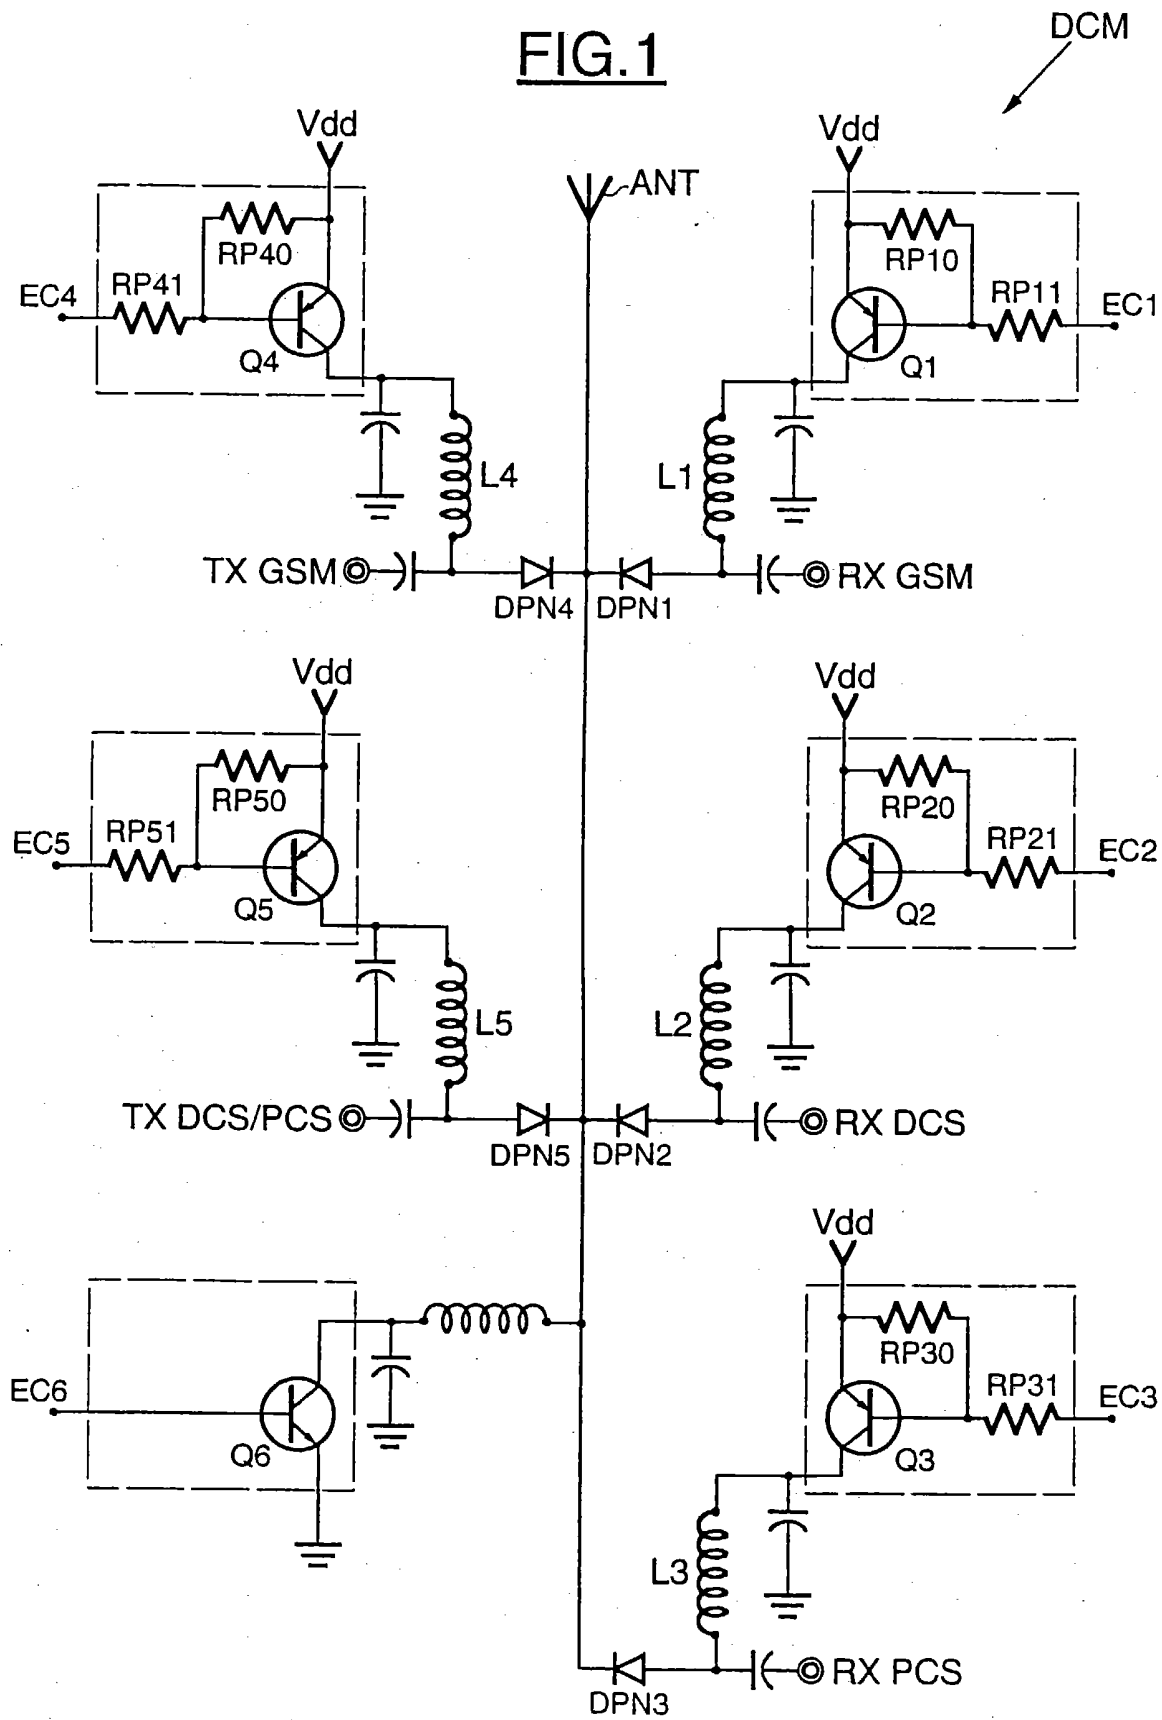 FIG.1
DCM
Vdd
Vdd
ANT
RP40
RP10
RP41
RP11
EC4
EC1
Q4
Q1
L4
L1
TX GSM
RX GSM
DPN4
DPN1
Vdd
Vdd
RP50
RP20
RP51
RP21
EC5
EC2
Q5
Q2
L5
L2
TX DCS/PCS
RX DCS
DPN5
DPN2
Vdd
RP30
RP31
EC6
EC3
Q6
Q3
L3
RX PCS
DPN3